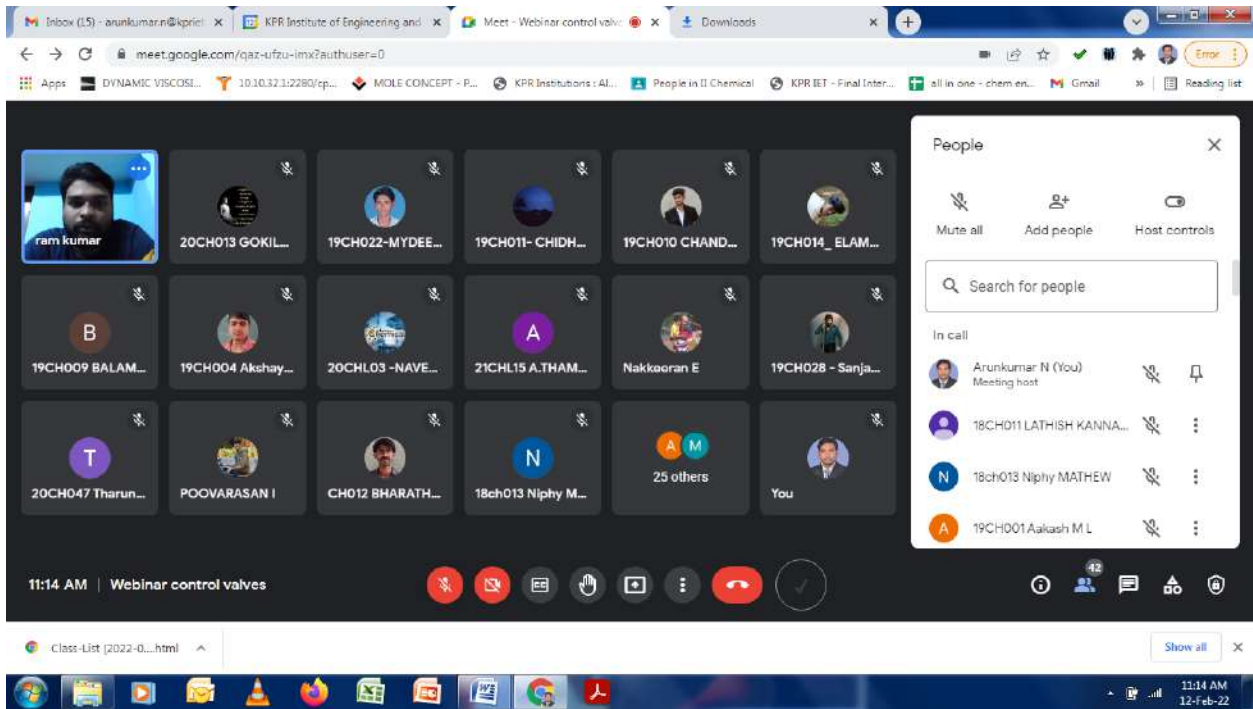 Inbox (15) - arunkumar.n@kpriet
KPR Institute of Engineering and
Meet - Webinar control valve
Downloads
meet.google.com/qaz-ufzu-imx?authuser=0
Error
Apps
DYNAMIC VISCOSI...
10.10.32.1:2280/cp...
MOLE CONCEPT - P...
KPR Institutions : Al...
People in II Chemical
KPR IET - Final Inter...
all in one - chem en...
Gmail
»
Reading list
ram kumar
20CH013 GOKIL...
19CH022-MYDEE...
19CH011- CHIDH...
19CH010 CHAND...
19CH014_ ELAM...
B
19CH009 BALAM...
19CH004 Akshay...
20CHL03 -NAVE...
A
21CHL15 A.THAM...
Nakkeeran E
19CH028 - Sanja...
T
20CH047 Tharun...
POOVARASAN I
CH012 BHARATH...
N
18ch013 Niphy M...
A M
25 others
You
People
Mute all
Add people
Host controls
Search for people
In call
Arunkumar N (You)
Meeting host
18CH011 LATHISH KANNA...
N
18ch013 Niphy MATHEW
A
19CH001 Aakash M L
11:14 AM | Webinar control valves
42
Class-List (2022-0....html
Show all
11:14 AM
12-Feb-22